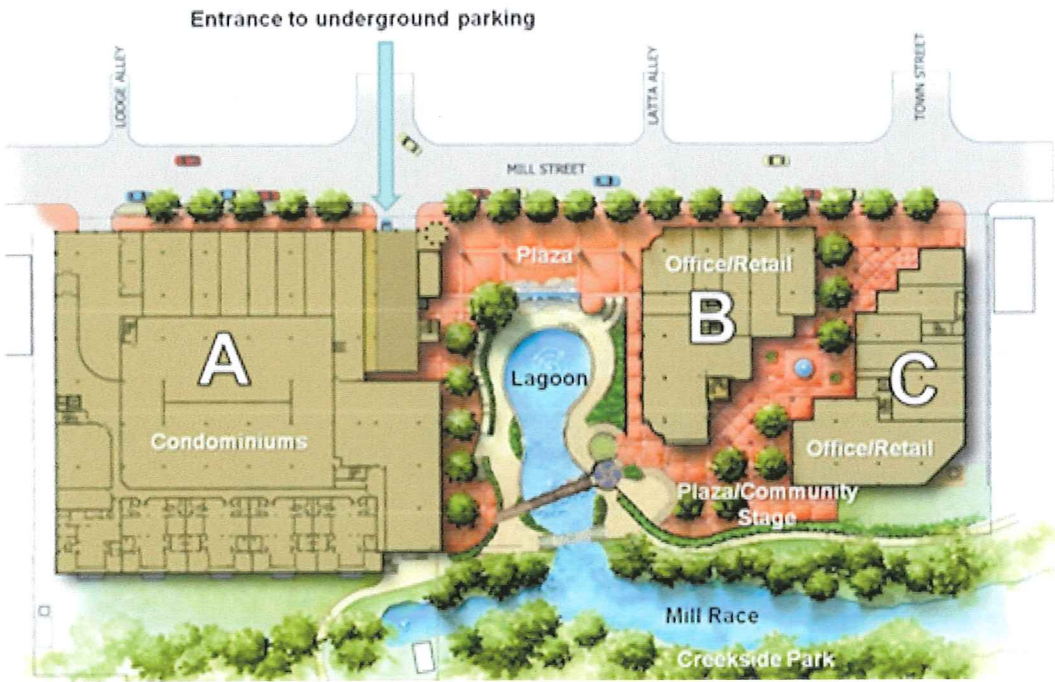 Entrance to underground parking
LODGE ALLEY
LATTA ALLEY
TOWN STREET
MILL STREET
Plaza
Office/Retail
B
A
Lagoon
C
Condominiums
Office/Retail
Plaza/Community
Stage
Mill Race
Creekside Park